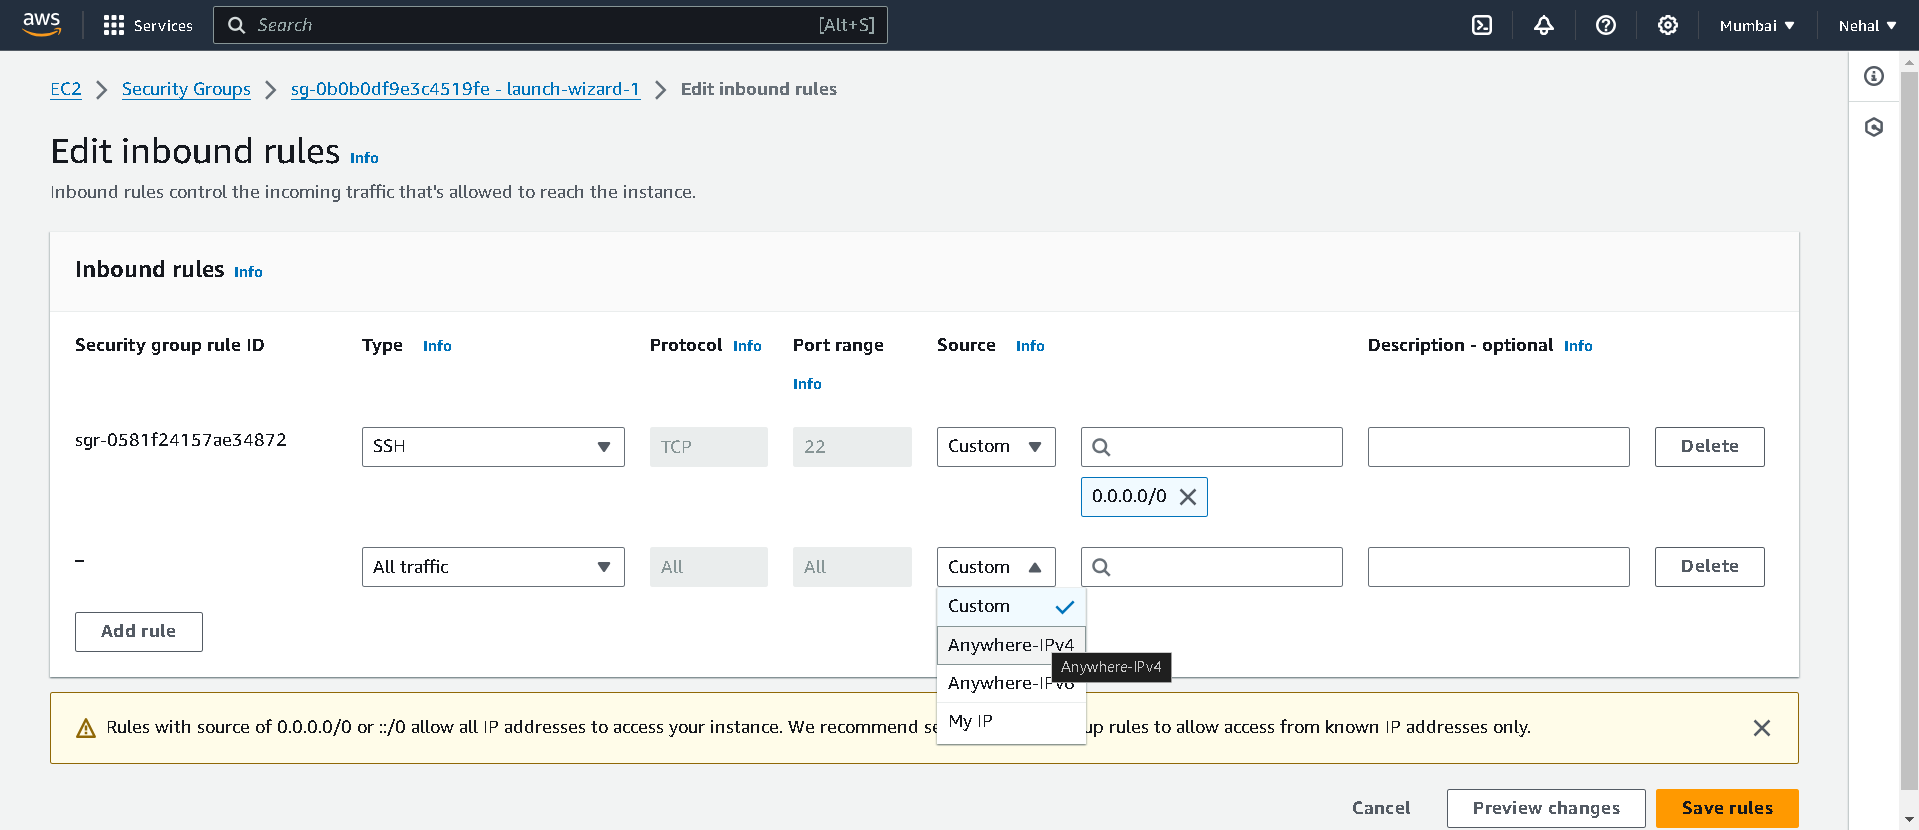 aws Services Search [Alt+S] Mumbai Nehal
EC2 Security Groups sg-0b0b0df9e3c4519fe - launch-wizard-1 Edit inbound rules
Edit inbound rules Info
Inbound rules control the incoming traffic that's allowed to reach the instance.
Inbound rules Info
Security group rule ID Type Info Protocol Info Port range Info Source Info Description - optional Info
sgr-0581f24157ae34872 SSH TCP 22 Custom Delete
0.0.0.0/0
– All traffic All All Custom Delete
Custom
Add rule
Anywhere-IPv4
Anywhere-IPv4
Anywhere-IPv6
My IP
Rules with source of 0.0.0.0/0 or ::/0 allow all IP addresses to access your instance. We recommend rules to allow access from known IP addresses only.
Cancel Preview changes Save rules